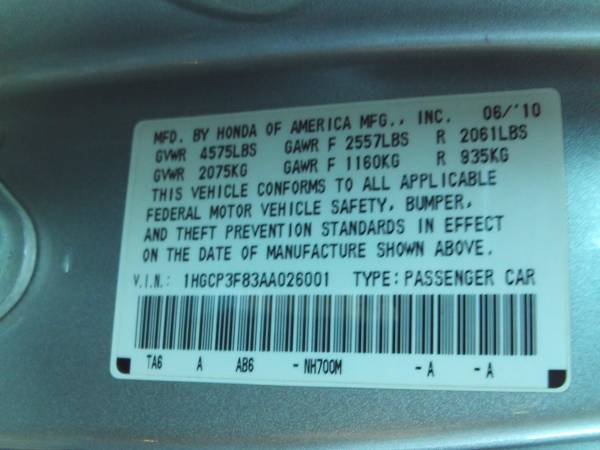 MFD. BY HONDA OF AMERICA MFG., INC. 06/'10
GVWR 4575LBS GAWR F 2557LBS R 2061LBS
GVWR 2075KG GAWR F 1160KG R 935KG
THIS VEHICLE CONFORMS TO ALL APPLICABLE
FEDERAL MOTOR VEHICLE SAFETY, BUMPER,
AND THEFT PREVENTION STANDARDS IN EFFECT
ON THE DATE OF MANUFACTURE SHOWN ABOVE.
V.I.N.: 1HGCP3F83AA026001 TYPE: PASSENGER CAR
TA6 A AB6 - NH700M - A - A